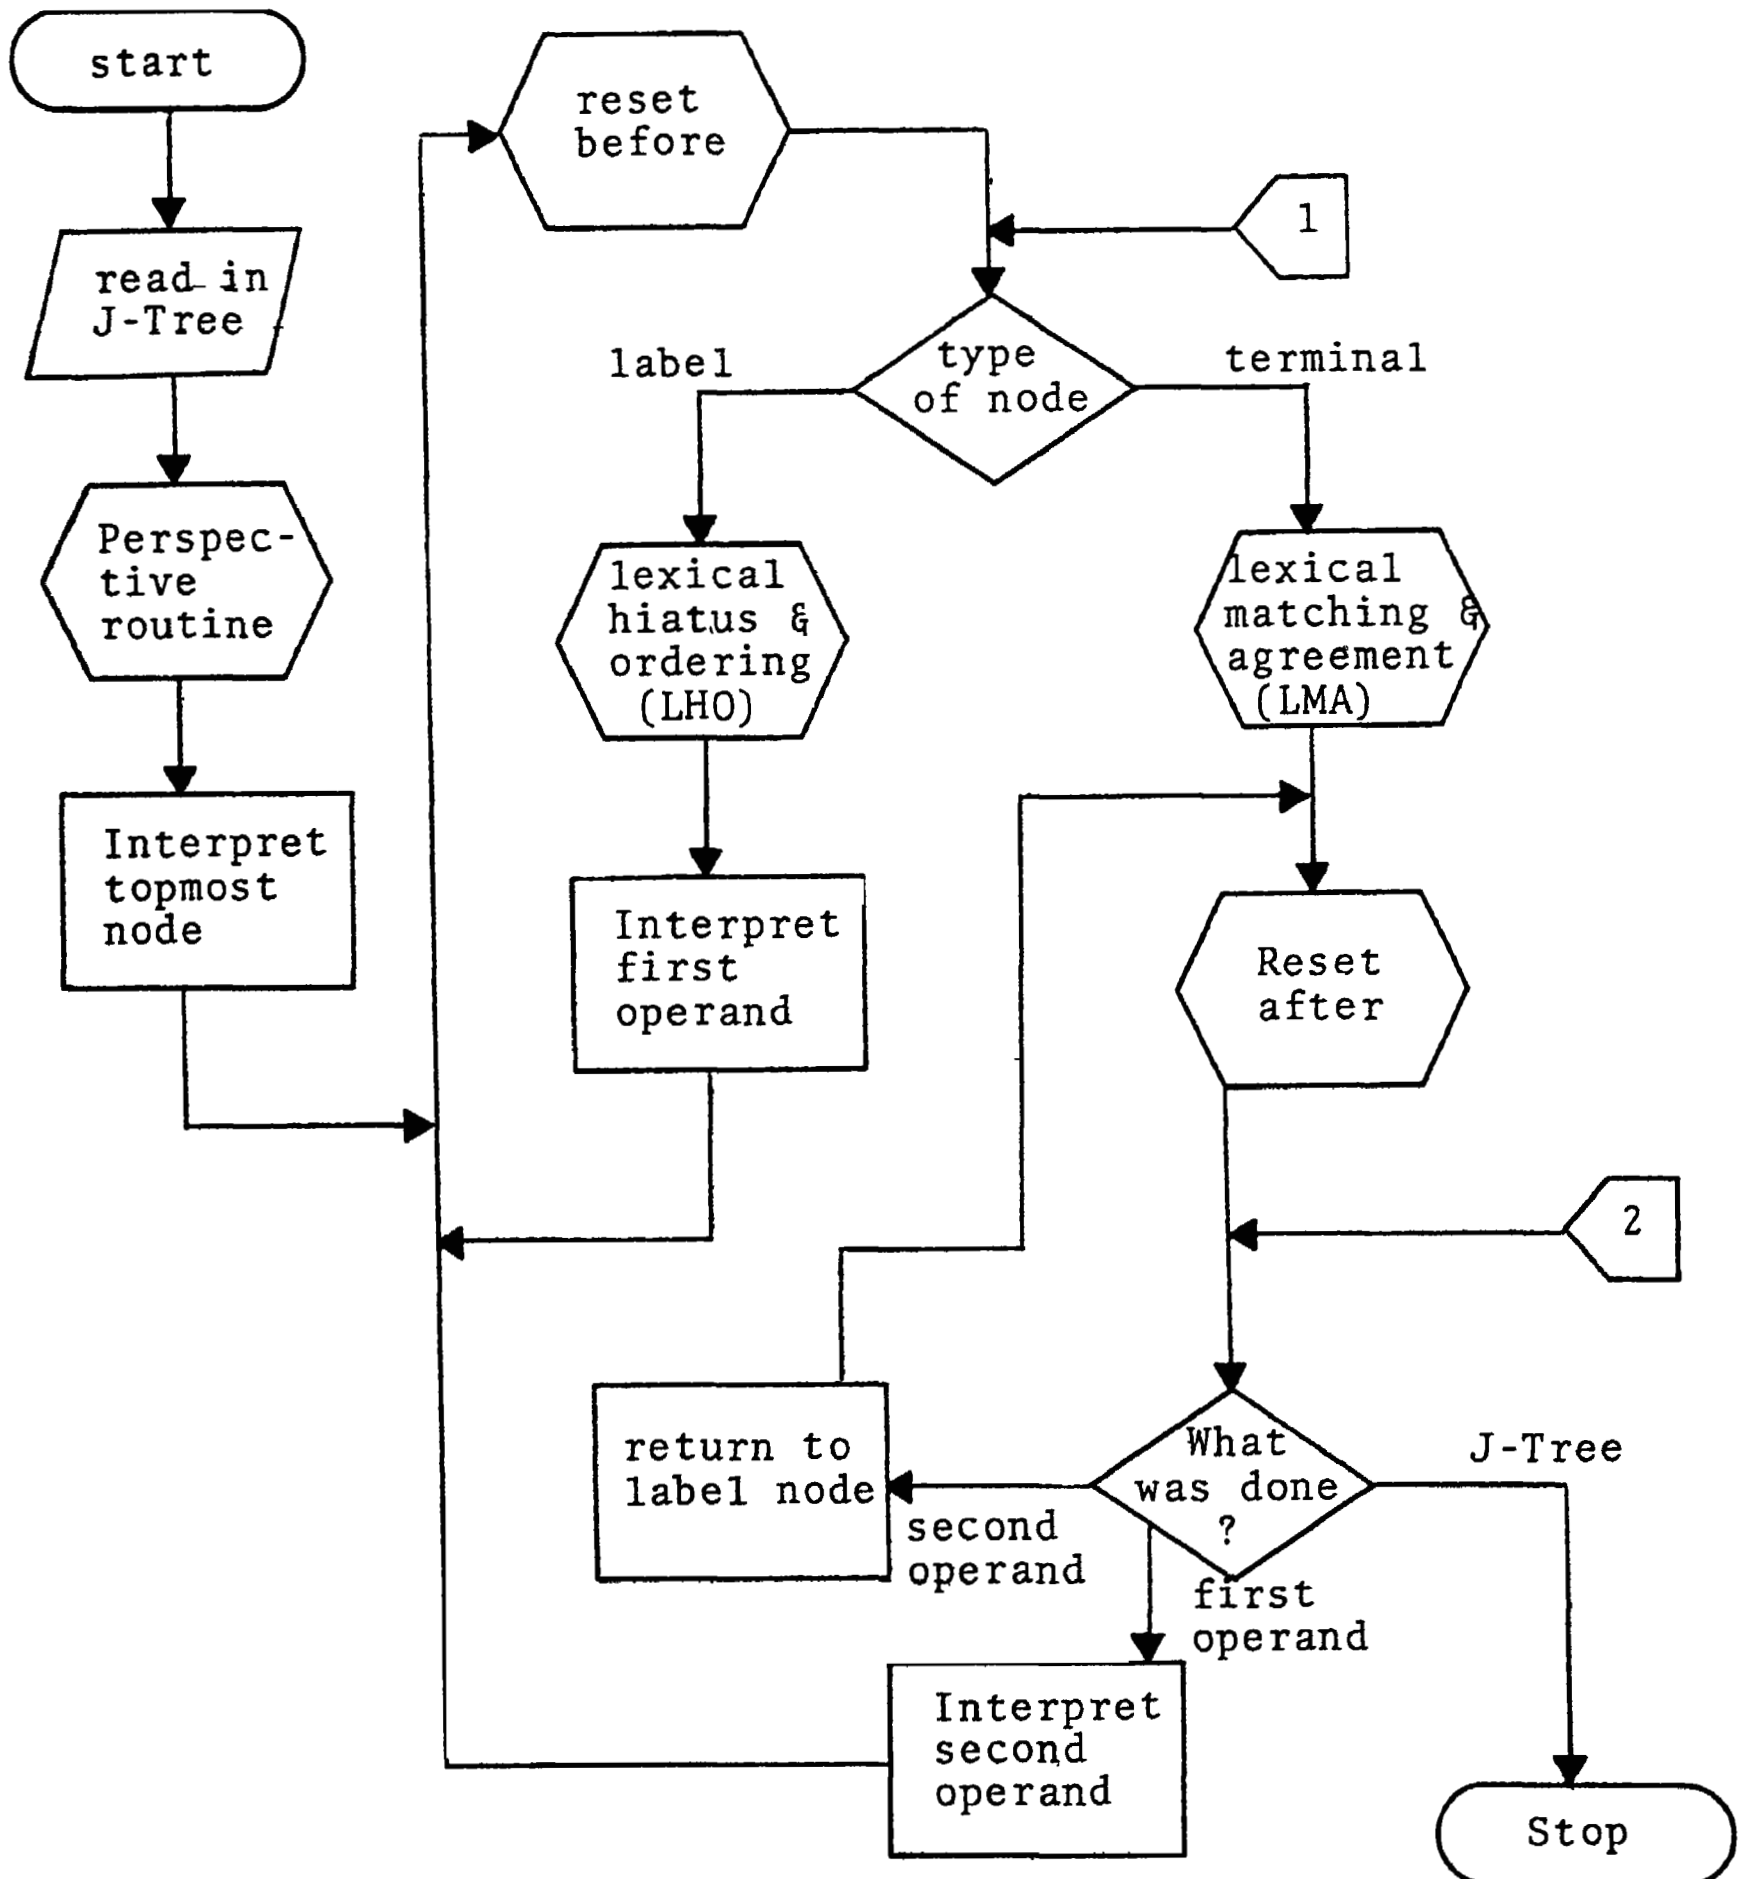 start
read in
J-Tree
Perspec-
tive
routine
Interpret
topmost
node
reset
before
1
type
of node
label
terminal
lexical
hiatus &
ordering
(LHO)
Interpret
first
operand
lexical
matching &
agreement
(LMA)
Reset
after
2
What
was done
?
J-Tree
second
operand
return to
label node
first
operand
Interpret
second
operand
Stop